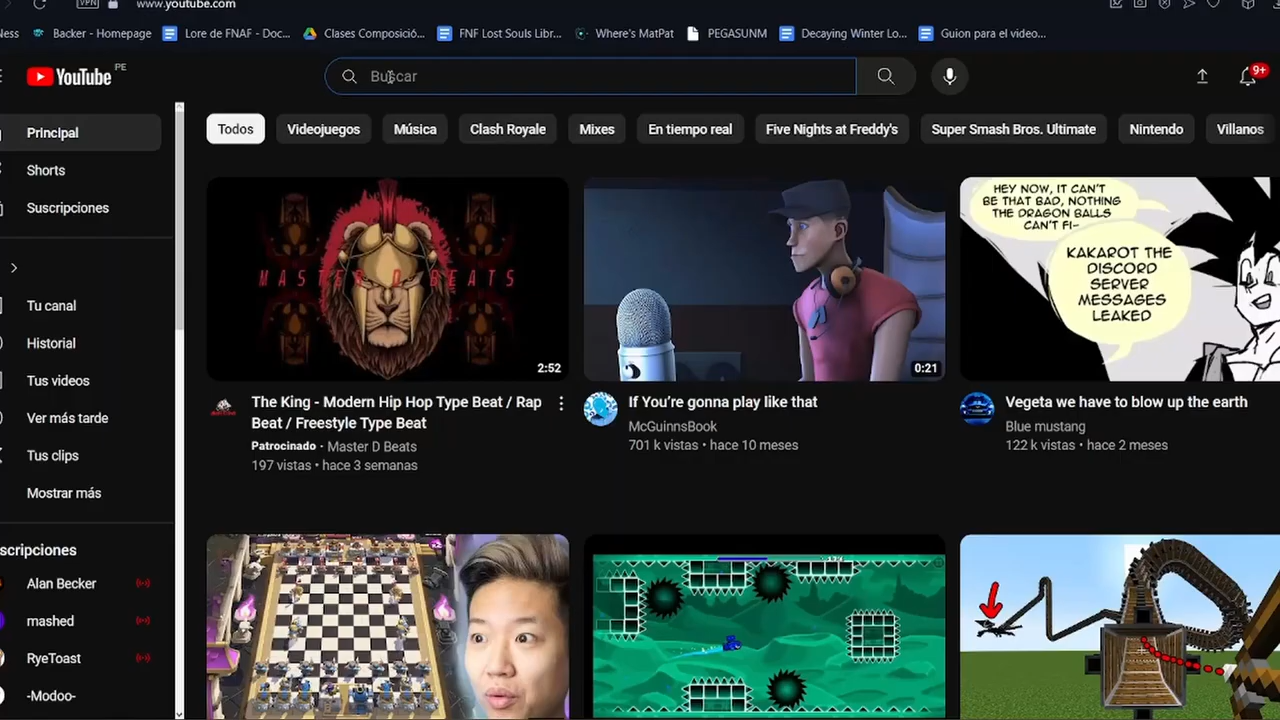 VPN www.youtube.com
Ness Backer - Homepage Lore de FNAF - Doc... Clases Composició... FNF Lost Souls Libr... Where's MatPat PEGASUNM Decaying Winter Lo... Guion para el video...
YouTube PE Buscar 9+
Principal
Shorts
Suscripciones
Tu canal
Historial
Tus videos
Ver más tarde
Tus clips
Mostrar más
scripciones
Alan Becker
mashed
RyeToast
-Modoo-
Todos Videojuegos Música Clash Royale Mixes En tiempo real Five Nights at Freddy's Super Smash Bros. Ultimate Nintendo Villanos
MASTER D BEATS
2:52
The King - Modern Hip Hop Type Beat / Rap
Beat / Freestyle Type Beat
Patrocinado · Master D Beats
197 vistas • hace 3 semanas
0:21
If You're gonna play like that
McGuinnsBook
701 k vistas • hace 10 meses
HEY NOW, IT CAN'T
BE THAT BAD, NOTHING
THE DRAGON BALLS
CAN'T FI-
KAKAROT THE
DISCORD
SERVER
MESSAGES
LEAKED
Vegeta we have to blow up the earth
Blue mustang
122 k vistas • hace 2 meses